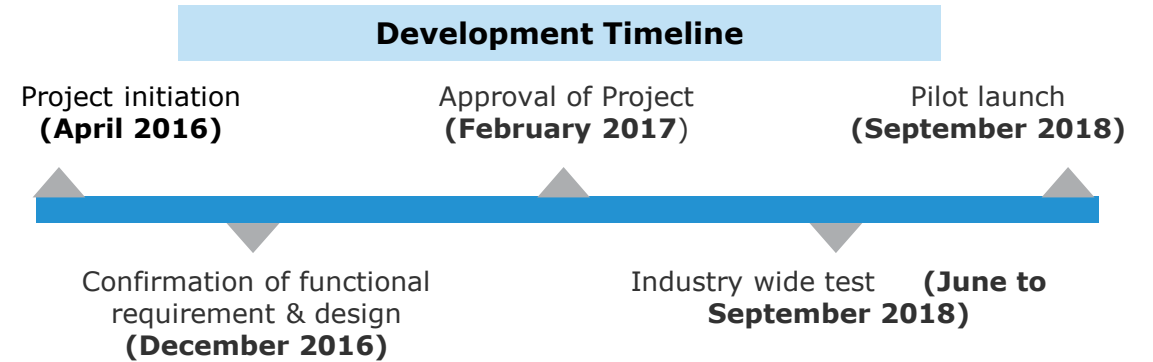 Development Timeline
Project initiation
(April 2016)
Approval of Project
(February 2017)
Pilot launch
(September 2018)
Confirmation of functional
requirement & design
(December 2016)
Industry wide test (June to
September 2018)